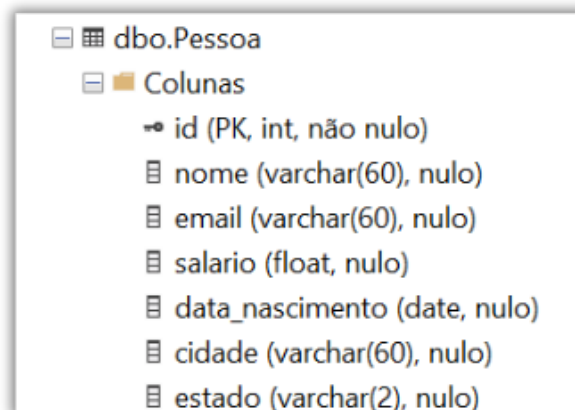 dbo.Pessoa
Colunas
id (PK, int, não nulo)
nome (varchar(60), nulo)
email (varchar(60), nulo)
salario (float, nulo)
data_nascimento (date, nulo)
cidade (varchar(60), nulo)
estado (varchar(2), nulo)